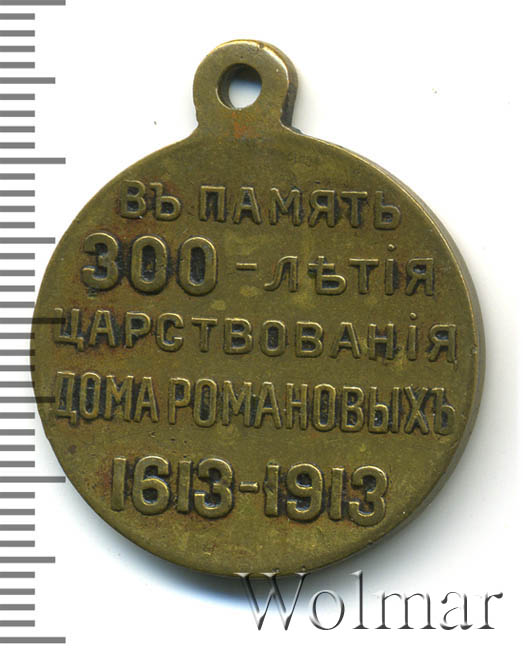 ВЪ ПАМЯТЬ
300-ЛѢТІЯ
ЦАРСТВОВАНІЯ
ДОМА РОМАНОВЫХЪ
1613-1913
Wolmar